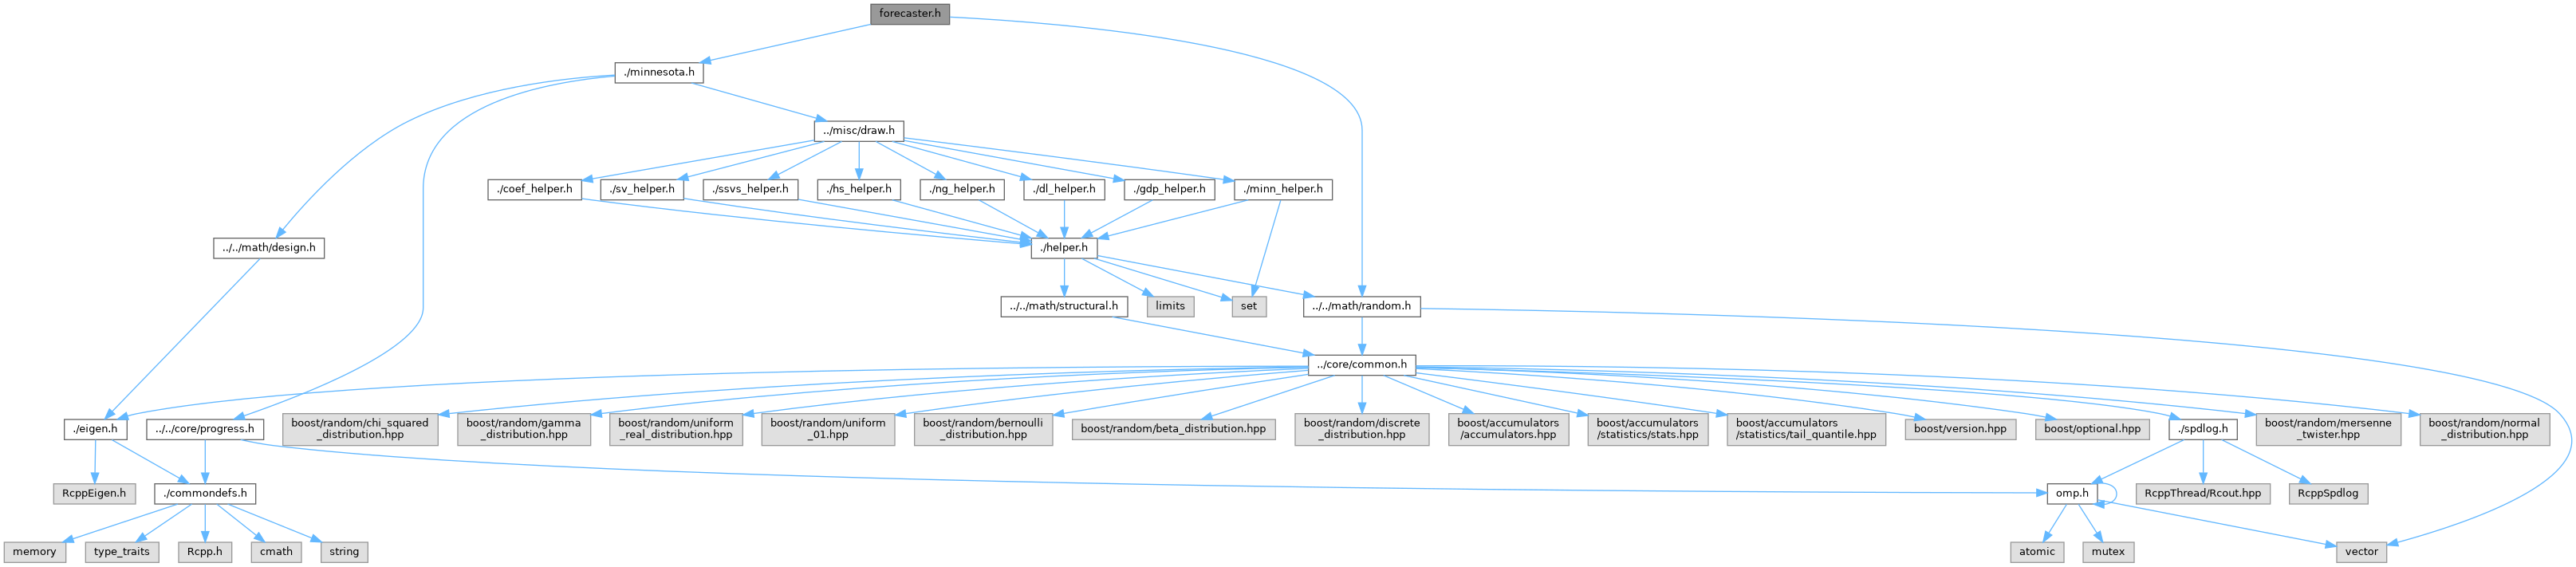 forecaster.h
./minnesota.h
../misc/draw.h
./coef_helper.h
./sv_helper.h
./ssvs_helper.h
./hs_helper.h
./ng_helper.h
./dl_helper.h
./gdp_helper.h
./minn_helper.h
../../math/design.h
./helper.h
../../math/structural.h
limits
set
../../math/random.h
../core/common.h
./eigen.h
../../core/progress.h
boost/random/chi_squared
_distribution.hpp
boost/random/gamma
_distribution.hpp
boost/random/uniform
_real_distribution.hpp
boost/random/uniform
_01.hpp
boost/random/bernoulli
_distribution.hpp
boost/random/beta_distribution.hpp
boost/random/discrete
_distribution.hpp
boost/accumulators
/accumulators.hpp
boost/accumulators
/statistics/stats.hpp
boost/accumulators
/statistics/tail_quantile.hpp
boost/version.hpp
boost/optional.hpp
./spdlog.h
boost/random/mersenne
_twister.hpp
boost/random/normal
_distribution.hpp
RcppEigen.h
./commondefs.h
omp.h
RcppThread/Rcout.hpp
RcppSpdlog
memory
type_traits
Rcpp.h
cmath
string
atomic
mutex
vector